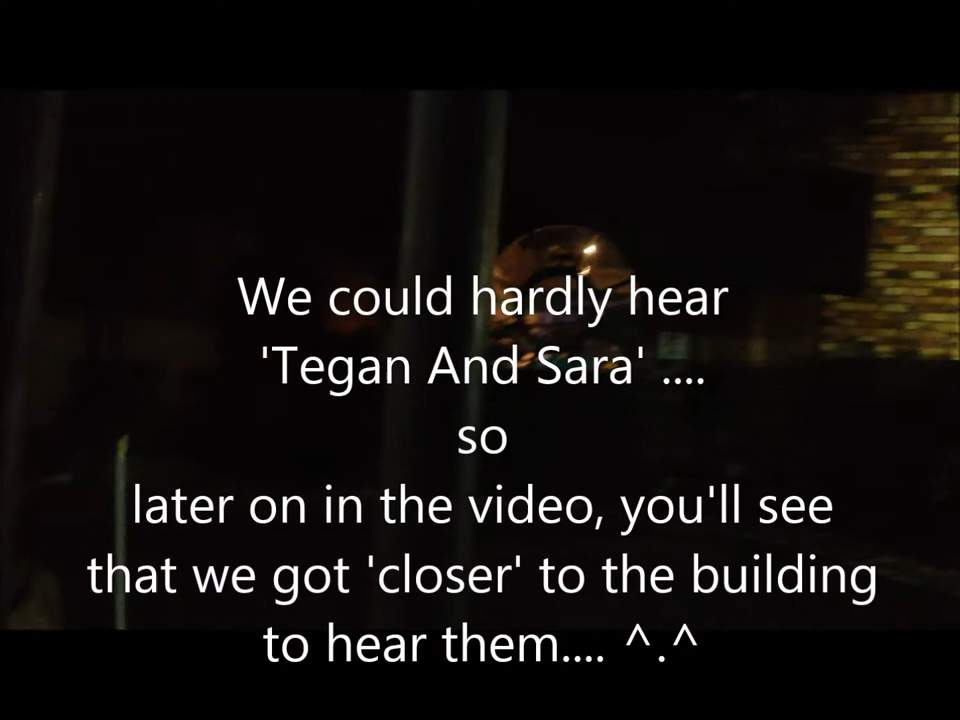 We could hardly hear
'Tegan And Sara' ....
so
later on in the video, you'll see
that we got 'closer' to the building
to hear them.... ^.^